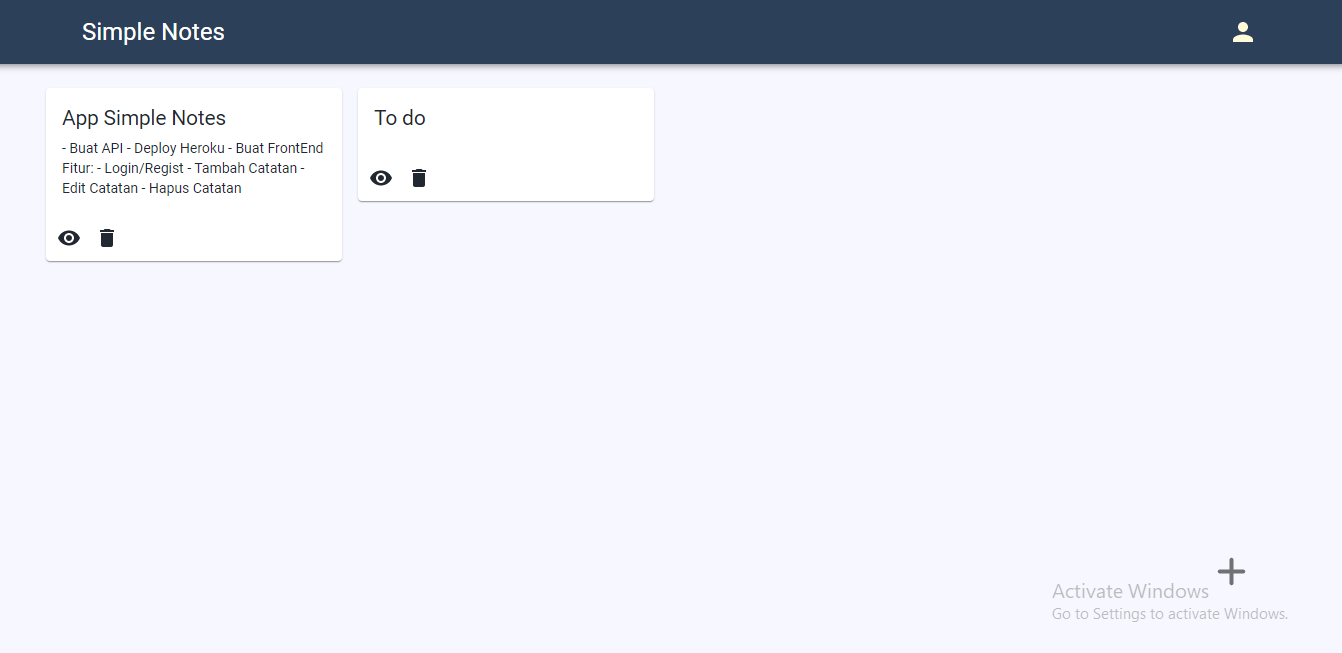 Simple Notes
App Simple Notes
- Buat API - Deploy Heroku - Buat FrontEnd
Fitur: - Login/Regist - Tambah Catatan -
Edit Catatan - Hapus Catatan
To do
Activate Windows
Go to Settings to activate Windows.